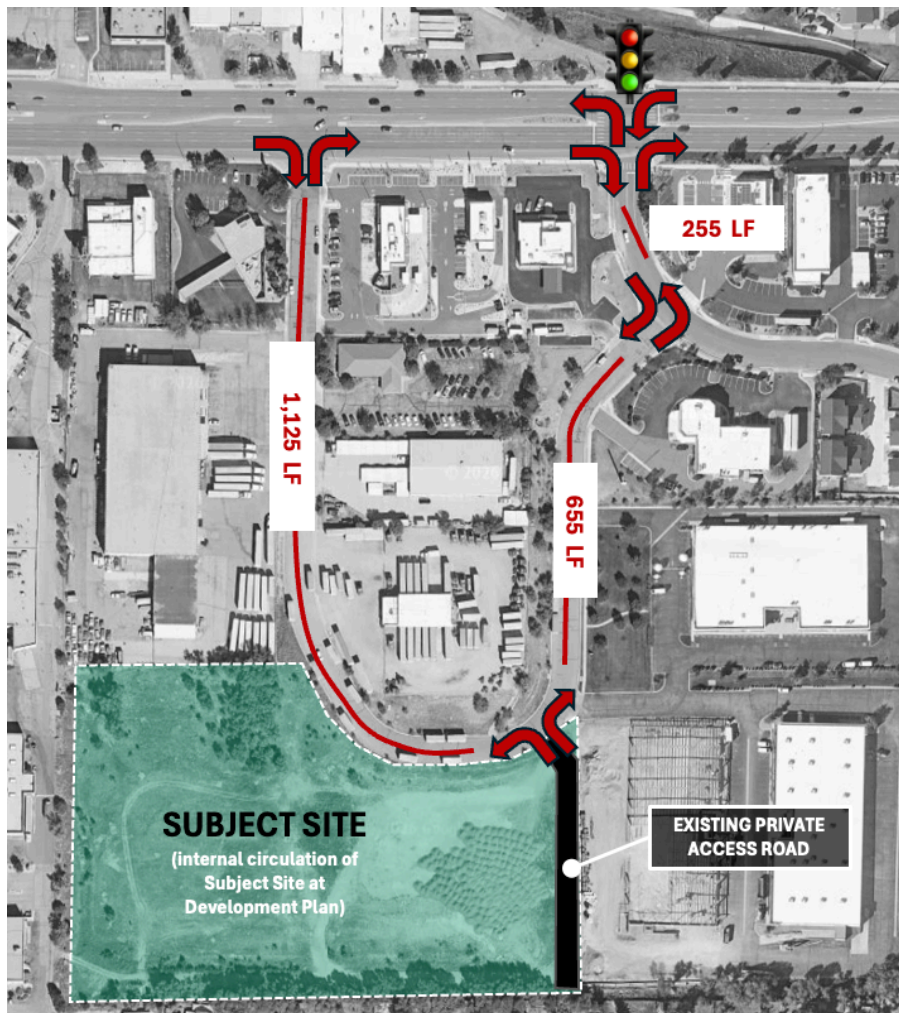 255 LF
1,125 LF
© 2026
655 LF
SUBJECT SITE
(internal circulation of
Subject Site at
Development Plan)
EXISTING PRIVATE
ACCESS ROAD